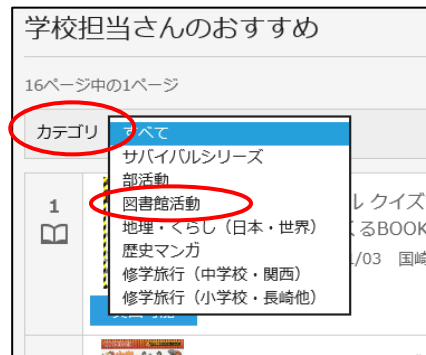 学校担当さんのおすすめ
16ページ中の1ページ
カテゴリ
すべて
サバイバルシリーズ
部活動
図書館活動
地理・くらし（日本・世界）
歴史マンガ
修学旅行（中学校・関西）
修学旅行（小学校・長崎他）
1
ル クイズ
くるBOOK
/03 国崎